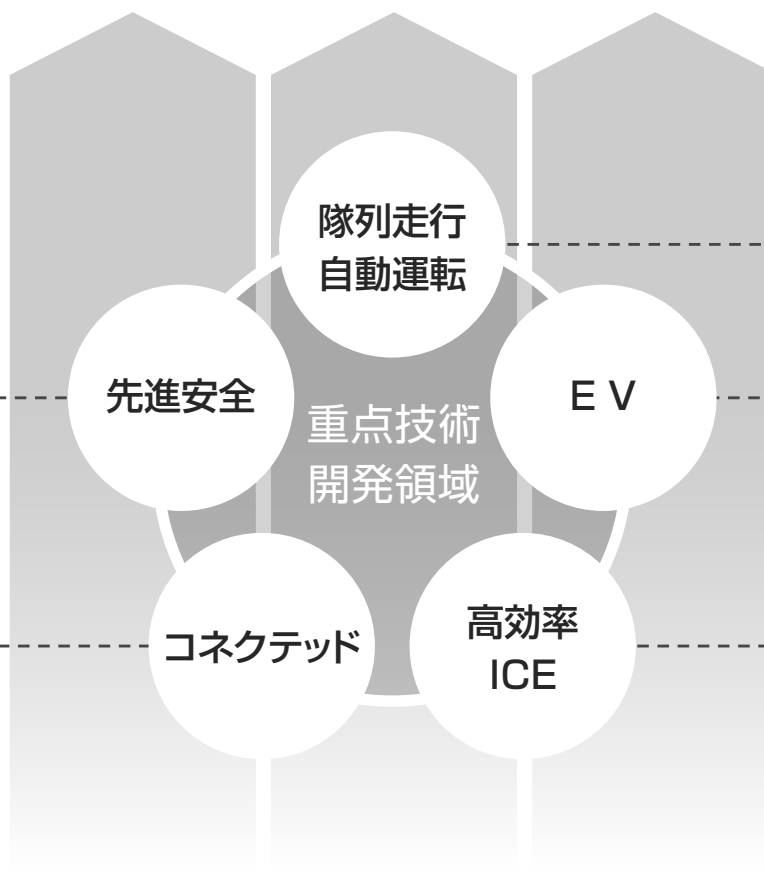 隊列走行
自動運転
先進安全
E V
重点技術
開発領域
コネクテッド
高効率
ICE